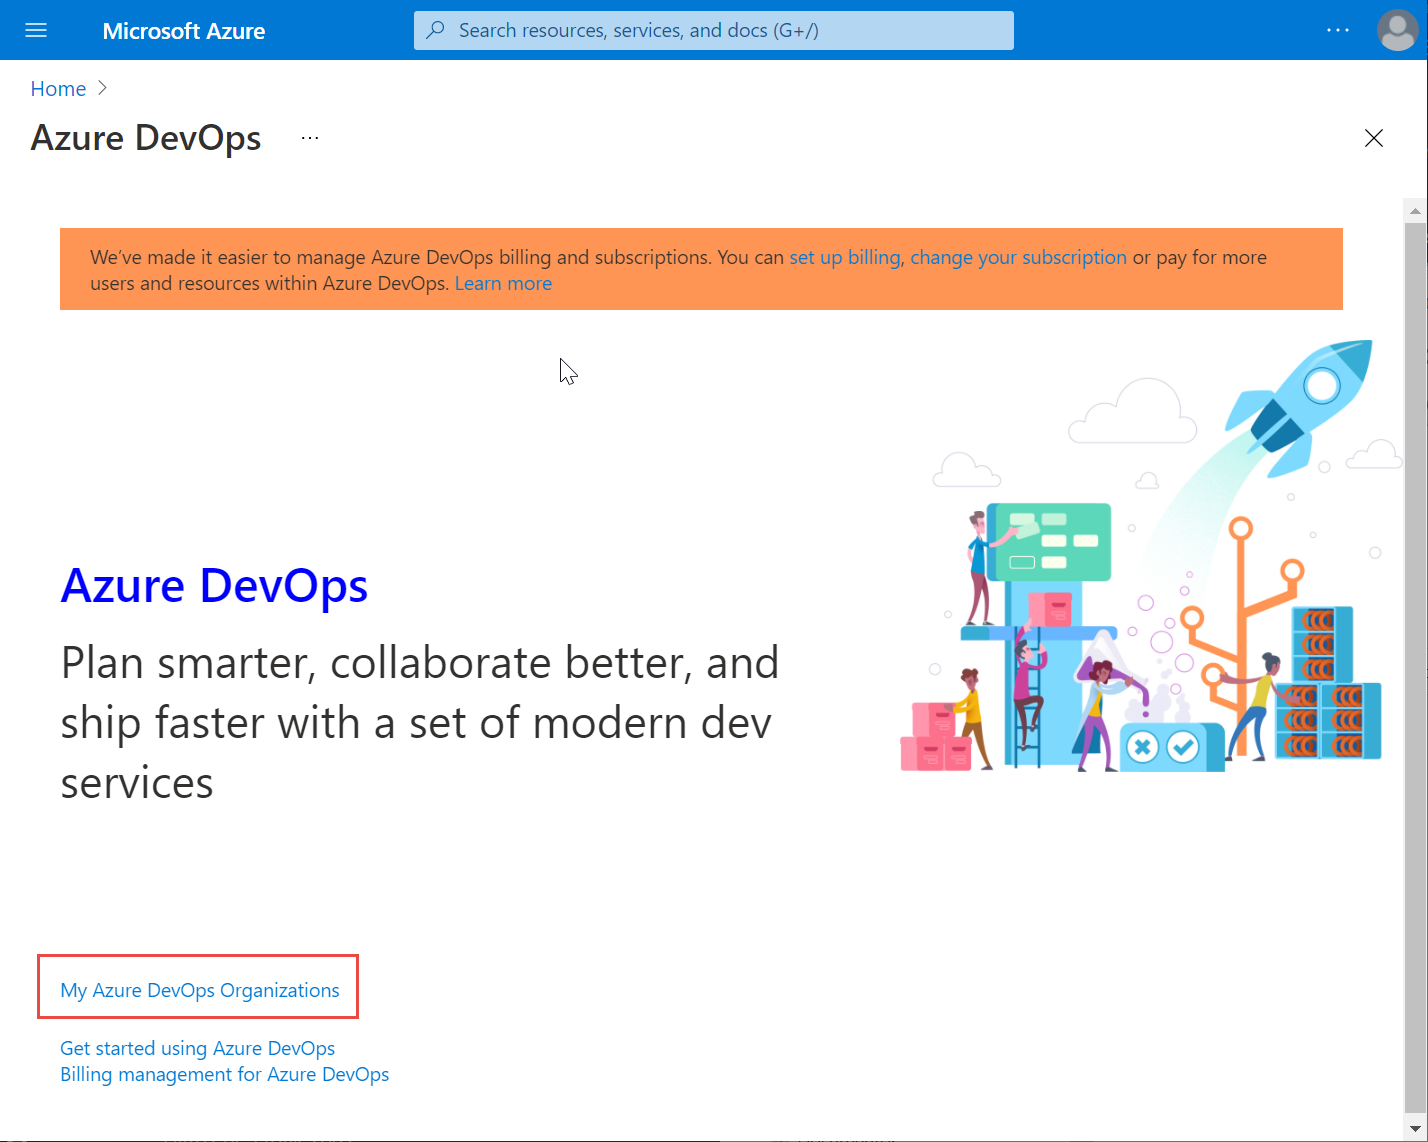 Microsoft Azure
Search resources, services, and docs (G+/)
Home
Azure DevOps
We’ve made it easier to manage Azure DevOps billing and subscriptions. You can set up billing, change your subscription or pay for more
users and resources within Azure DevOps. Learn more
Azure DevOps
Plan smarter, collaborate better, and
ship faster with a set of modern dev
services
My Azure DevOps Organizations
Get started using Azure DevOps
Billing management for Azure DevOps